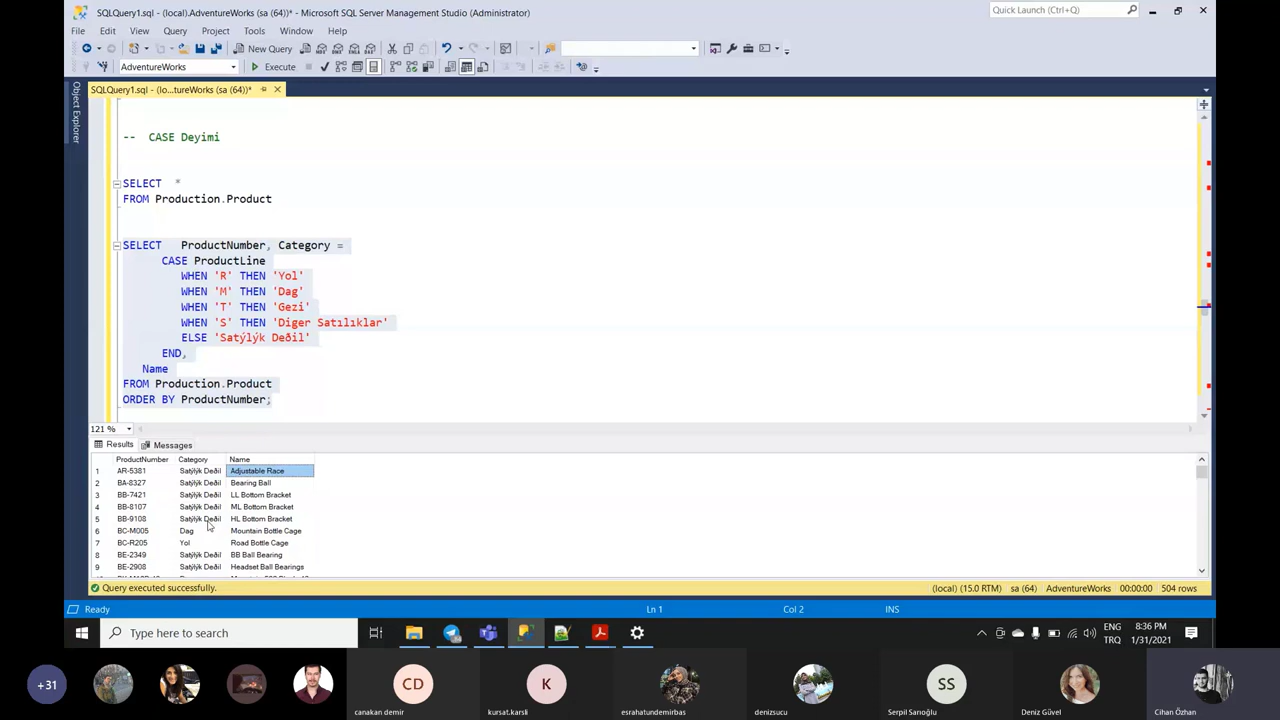 SQLQuery1.sql - (local).AdventureWorks (sa (64))* - Microsoft SQL Server Management Studio (Administrator)
Quick Launch (Ctrl+Q)
File Edit View Query Project Tools Window Help
New Query
AdventureWorks
Execute
SQLQuery1.sql - (lo...tureWorks (sa (64))*
Object Explorer
-- CASE Deyimi
SELECT *
FROM Production.Product
SELECT ProductNumber, Category =
CASE ProductLine
WHEN 'R' THEN 'Yol'
WHEN 'M' THEN 'Dag'
WHEN 'T' THEN 'Gezi'
WHEN 'S' THEN 'Diger Satılıklar'
ELSE 'Satýlýk Deðil'
END,
Name
FROM Production.Product
ORDER BY ProductNumber;
121 %
Results Messages
ProductNumber Category Name
1 AR-5381 Satýlýk Deðil Adjustable Race
2 BA-8327 Satýlýk Deðil Bearing Ball
3 BB-7421 Satýlýk Deðil LL Bottom Bracket
4 BB-8107 Satýlýk Deðil ML Bottom Bracket
5 BB-9108 Satýlýk Deðil HL Bottom Bracket
6 BC-M005 Dag Mountain Bottle Cage
7 BC-R205 Yol Road Bottle Cage
8 BE-2349 Satýlýk Deðil BB Ball Bearing
9 BE-2908 Satýlýk Deðil Headset Ball Bearings
Query executed successfully.
(local) (15.0 RTM) sa (64) AdventureWorks 00:00:00 504 rows
Ready
Ln 1
Col 2
INS
Type here to search
ENG
TRQ
8:36 PM
1/31/2021
+31
CD
K
SS
canakan demir
kursat.karsli
esrahatundemirbas
denizsucu
Serpil Sarıoğlu
Deniz Güvel
Cihan Özhan